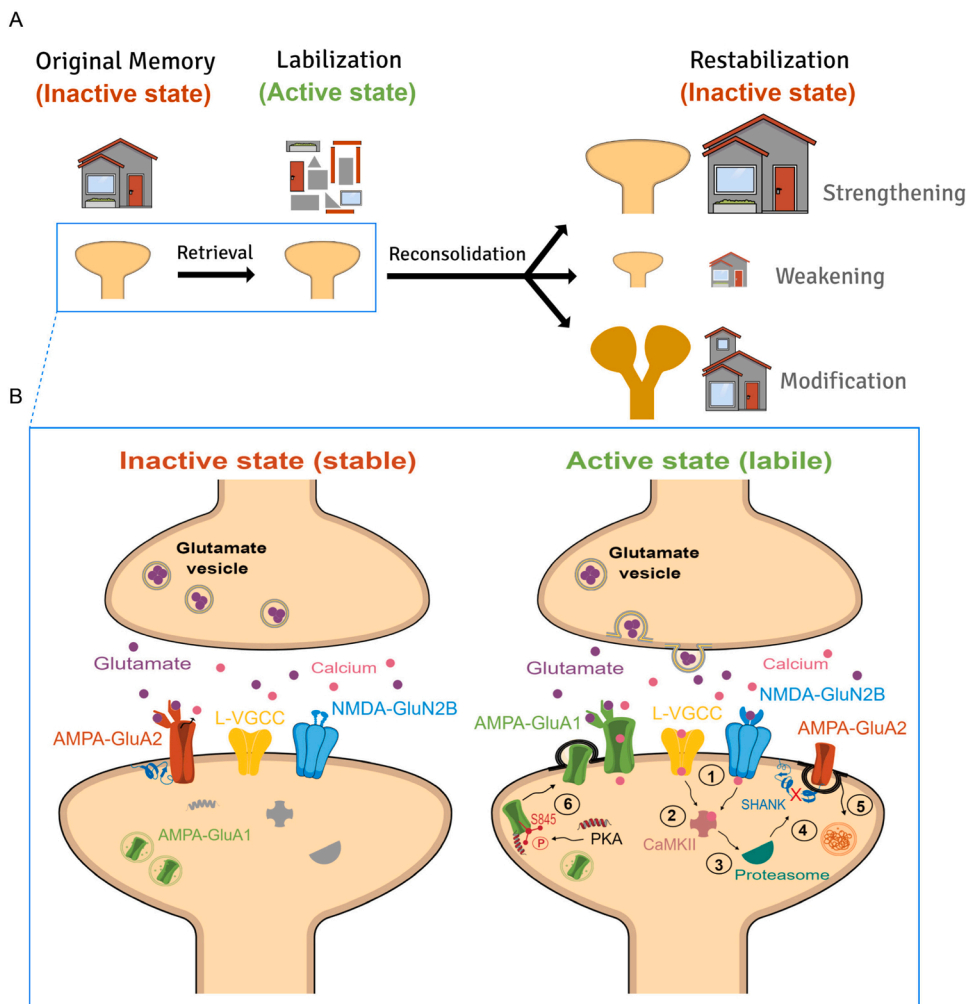 A
Original Memory
(Inactive state)
Labilization
(Active state)
Restabilization
(Inactive state)
Strengthening
Retrieval
Reconsolidation
Weakening
Modification
B
Inactive state (stable)
Active state (labile)
Glutamate
vesicle
Glutamate
Calcium
NMDA-GluN2B
L-VGCC
AMPA-GluA2
AMPA-GluA1
Glutamate
vesicle
Glutamate
Calcium
NMDA-GluN2B
L-VGCC
AMPA-GluA1
AMPA-GluA2
1
SHANK
X
6
S845
P
PKA
2
CaMKII
3
4
5
Proteasome